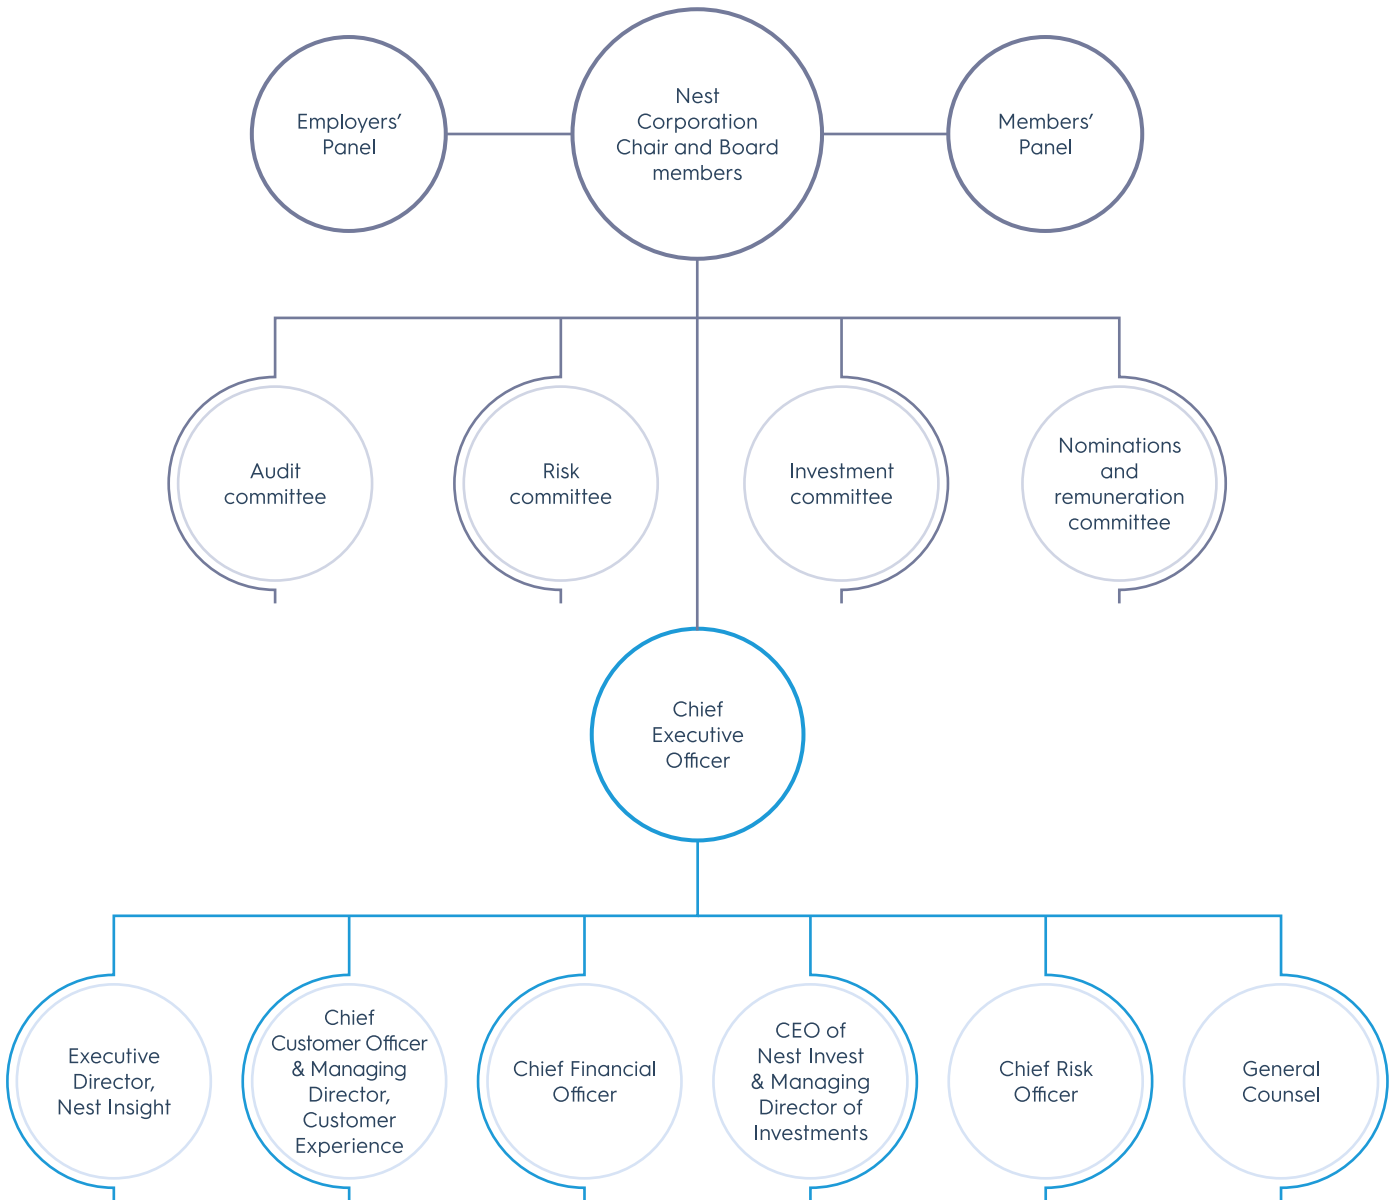 Employers’
Panel
Nest
Corporation
Chair and Board
members
Members’
Panel
Audit
committee
Risk
committee
Investment
committee
Nominations
and
remuneration
committee
Chief
Executive
Officer
Executive
Director,
Nest Insight
Chief
Customer Officer
& Managing
Director,
Customer
Experience
Chief Financial
Officer
CEO of
Nest Invest
& Managing
Director of
Investments
Chief Risk
Officer
General
Counsel